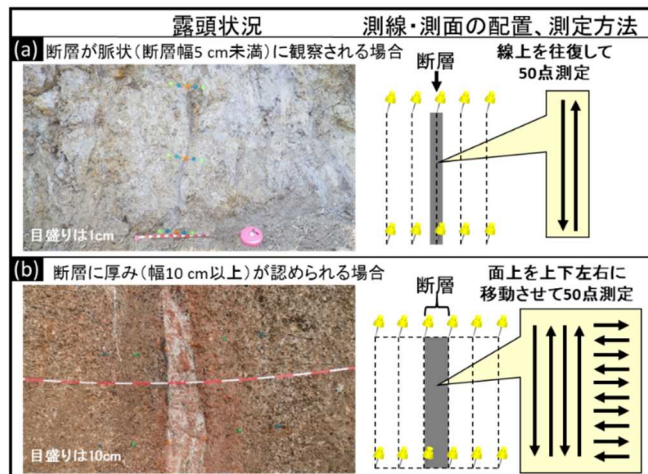 露頭状況
測線・測面の配置、測定方法
(a) 断層が脈状(断層幅5 cm未満)に観察される場合
断層
線上を往復して
50点測定
目盛りは1cm
(b) 断層に厚み(幅10 cm以上)が認められる場合
断層
面上を上下左右に
移動させて50点測定
目盛りは10cm